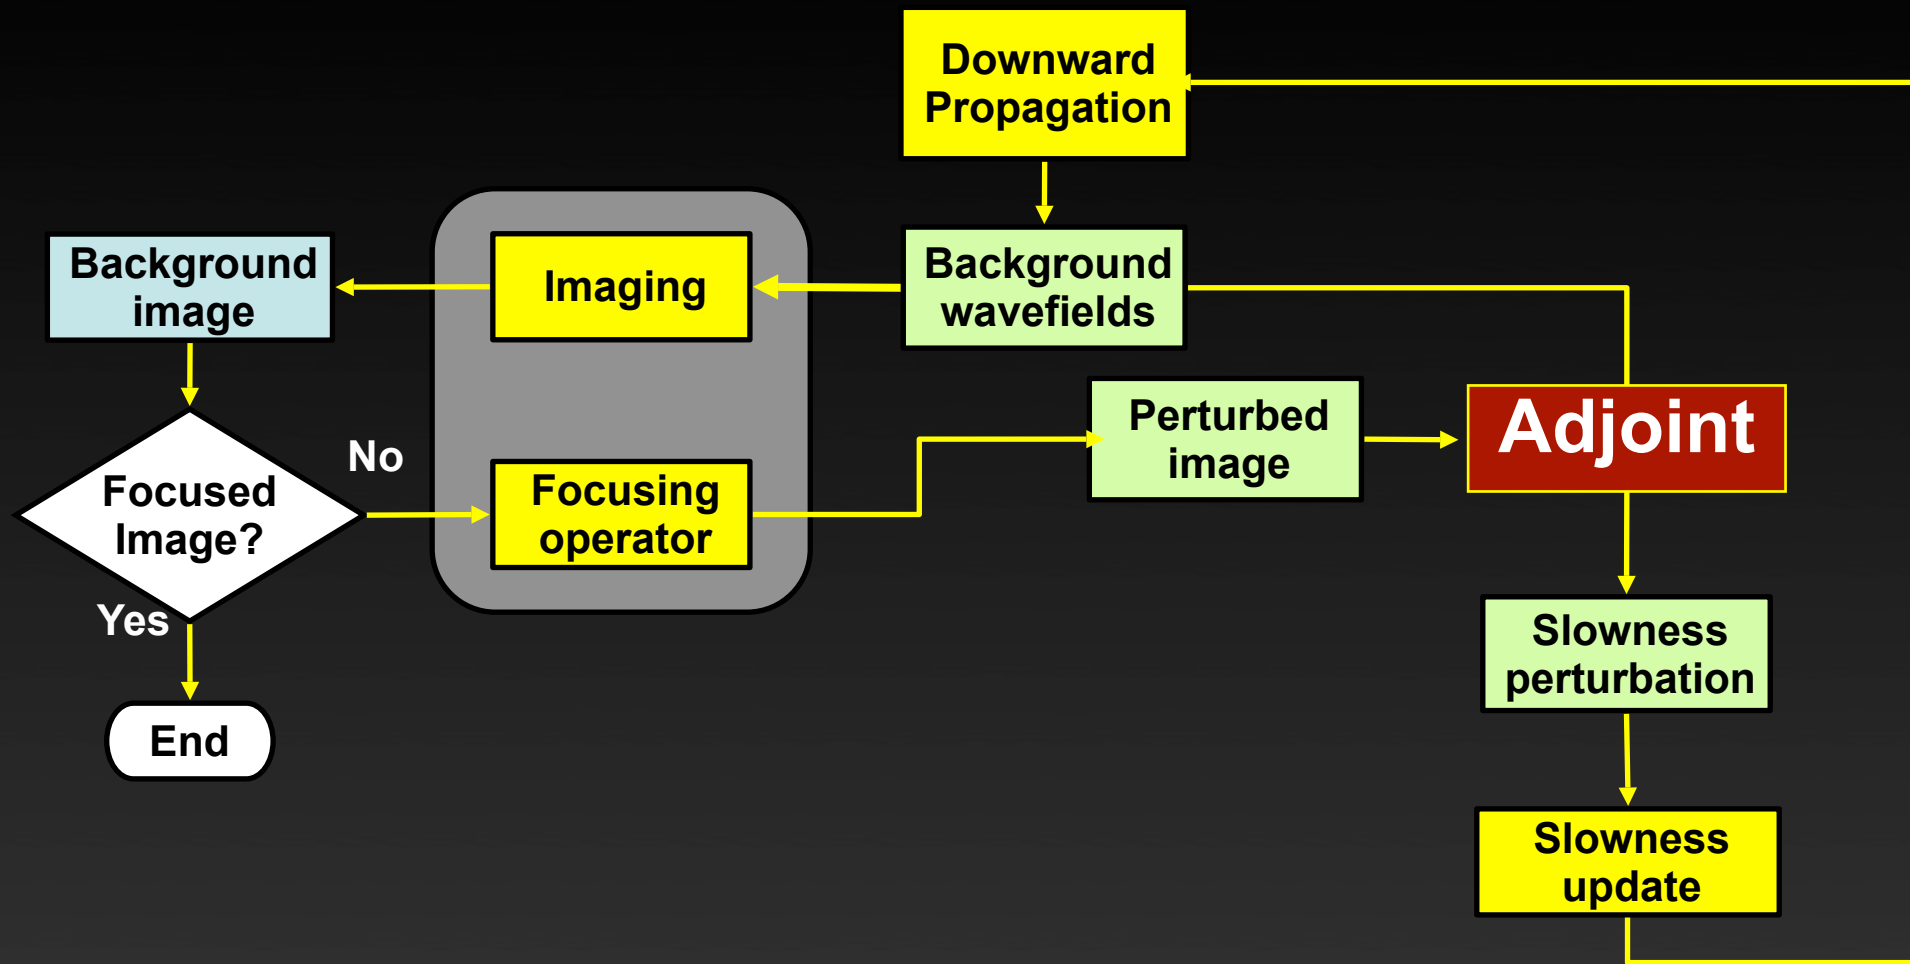 Downward
Propagation
Background
image
Imaging
Background
wavefields
Perturbed
image
Adjoint
No
Focused
Image?
Focusing
operator
Yes
Slowness
perturbation
End
Slowness
update